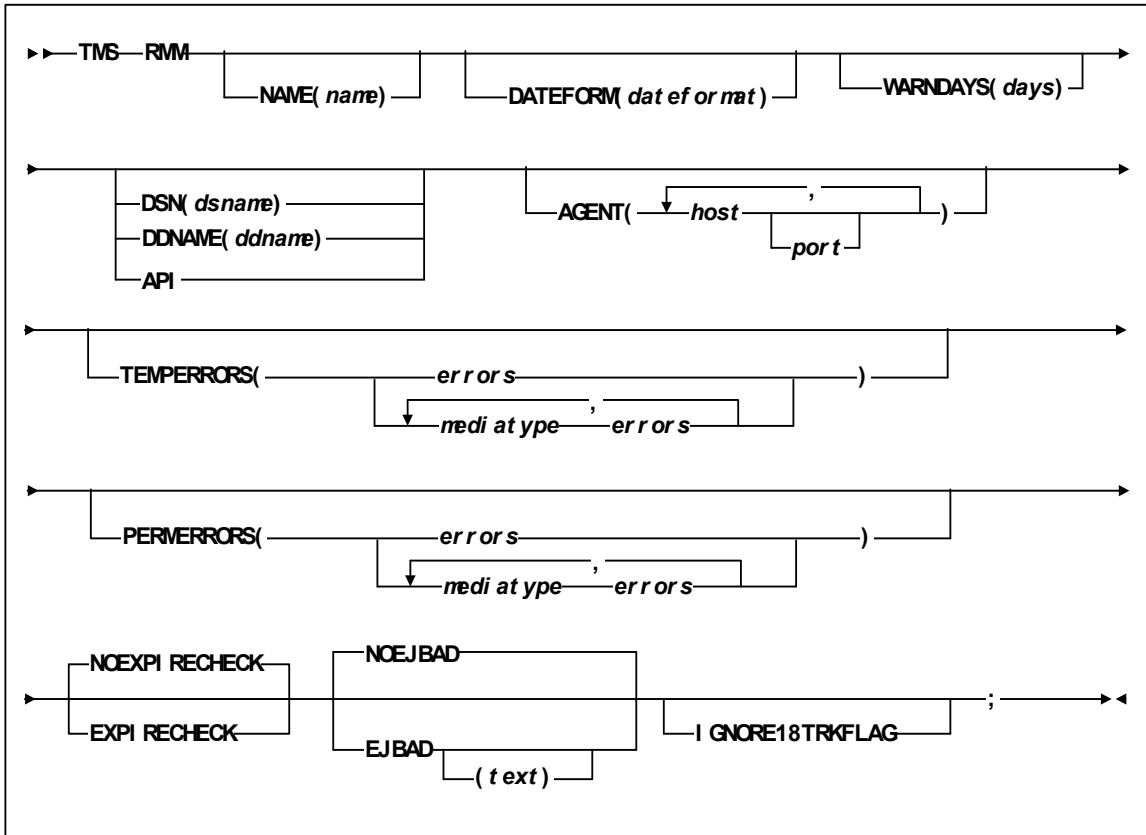 TMS RMM
NAME(name) DATEFORM(dateformat) WARNDAYS(days)
DSN(dsname)
DDNAME(ddname)
API
AGENT( host , )
port
TEMPERRORS( errors )
,
mediatype errors
PERMERRORS( errors )
,
mediatype errors
NOEXPIRECHECK NOEJBAD
;
EXPIRECHECK EJBAD IGNORE18TRKFLAG
(text)